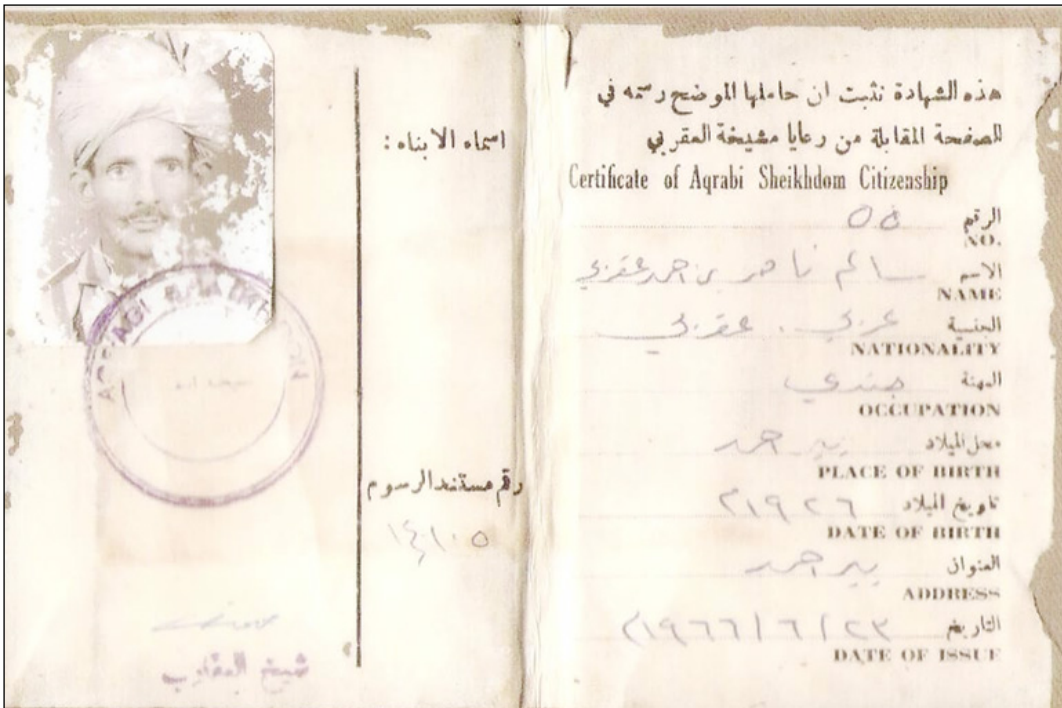 هذه الشهادة تثبت ان حاملها الموضح رسمه في
الصفحة المقابلة من رعايا مشيخة العقربي
Certificate of Aqrabi Sheikhdom Citizenship
الرقم ٥٥
NO.
الاسم سالم ناصر بن احمد عقربي
NAME
الجنسية عربي، عقربي
NATIONALITY
المهنة جندي
OCCUPATION
محل الميلاد بير احمد
PLACE OF BIRTH
تاريخ الميلاد ١٩٢٦م
DATE OF BIRTH
العنوان بير احمد
ADDRESS
التاريخ ٢٣/٦/١٩٦٦م
DATE OF ISSUE
اسماء الابناء:
رقم مستند الرسوم
شيخ العقارب